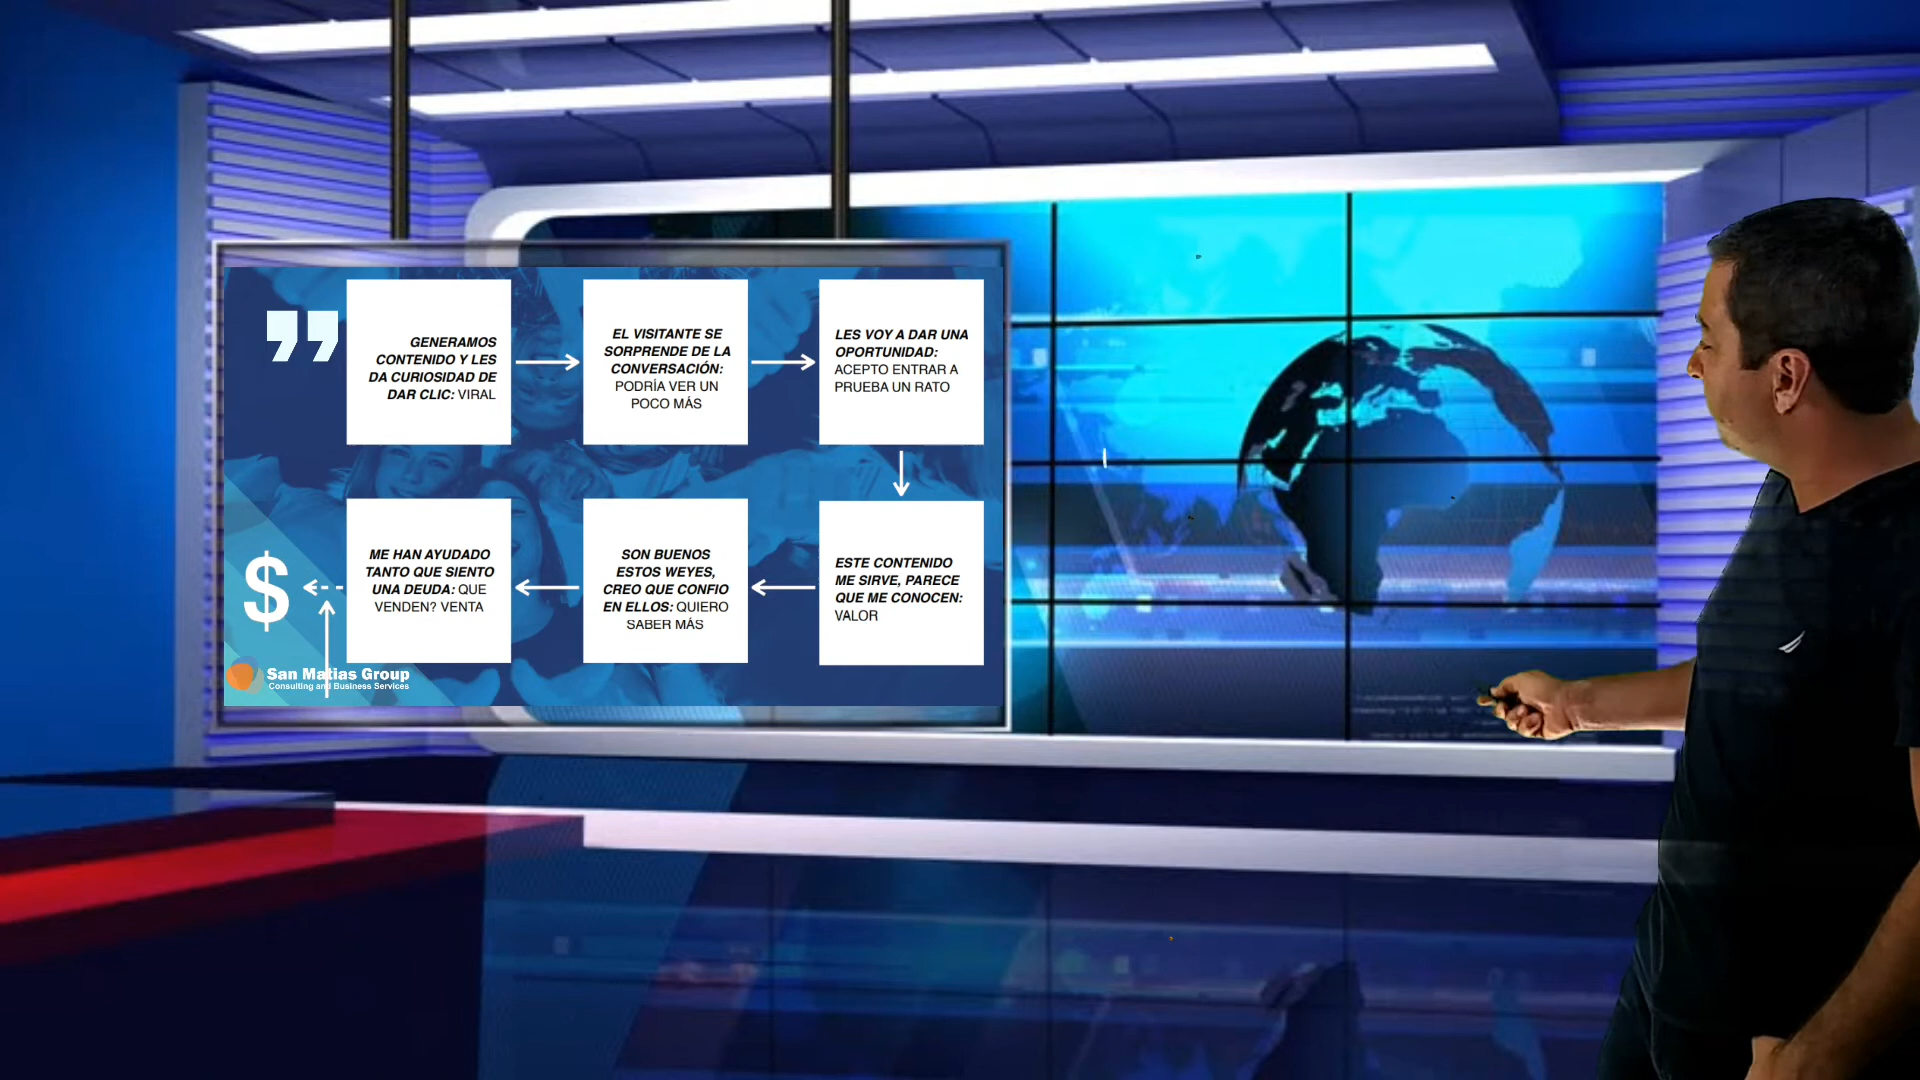 ”
GENERAMOS
CONTENIDO Y LES
DA CURIOSIDAD DE
DAR CLIC: VIRAL
EL VISITANTE SE
SORPRENDE DE LA
CONVERSACIÓN:
PODRÍA VER UN
POCO MÁS
LES VOY A DAR UNA
OPORTUNIDAD:
ACEPTO ENTRAR A
PRUEBA UN RATO
ESTE CONTENIDO
ME SIRVE, PARECE
QUE ME CONOCEN:
VALOR
SON BUENOS
ESTOS WEYES,
CREO QUE CONFIO
EN ELLOS: QUIERO
SABER MÁS
ME HAN AYUDADO
TANTO QUE SIENTO
UNA DEUDA: QUE
VENDEN? VENTA
$
San Matias Group
Consulting and Business Services